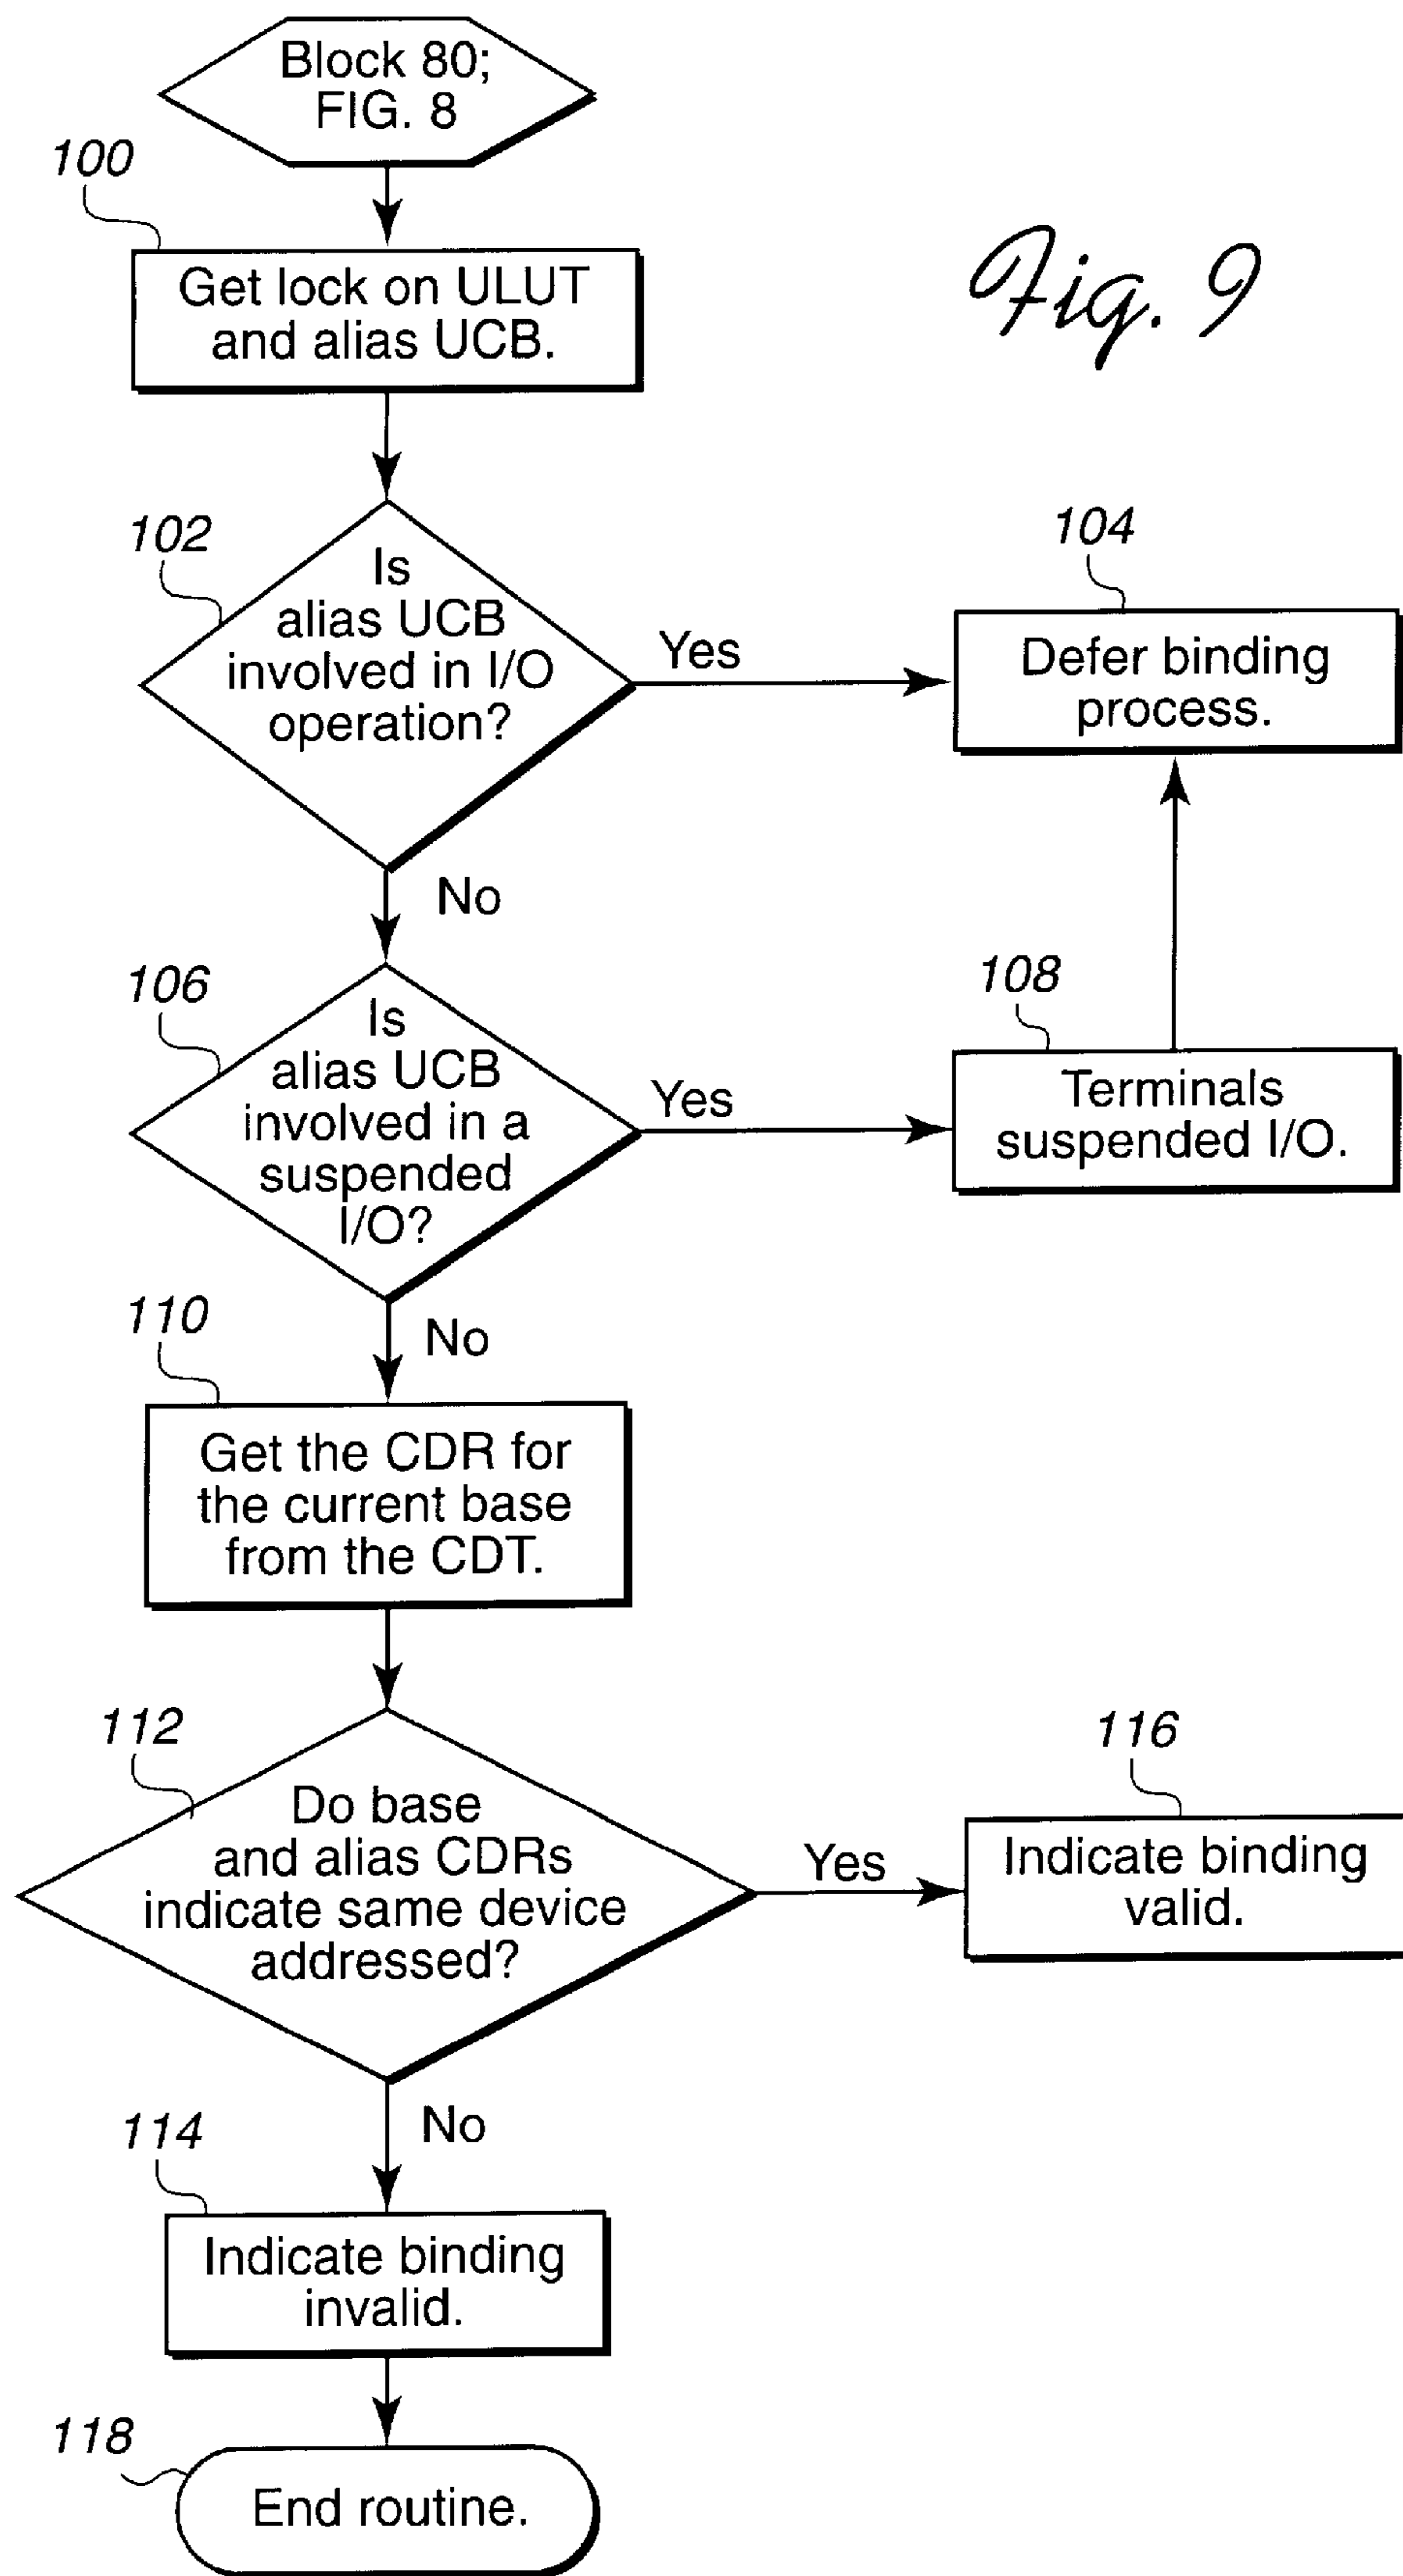 Block 80;
FIG. 8
100
Get lock on ULUT
and alias UCB.
Fig. 9
102
Is
alias UCB
involved in I/O
operation?
Yes
104
Defer binding
process.
No
106
Is
alias UCB
involved in a
suspended
I/O?
Yes
108
Terminals
suspended I/O.
No
110
Get the CDR for
the current base
from the CDT.
112
Do base
and alias CDRs
indicate same device
addressed?
Yes
116
Indicate binding
valid.
No
114
Indicate binding
invalid.
118
End routine.